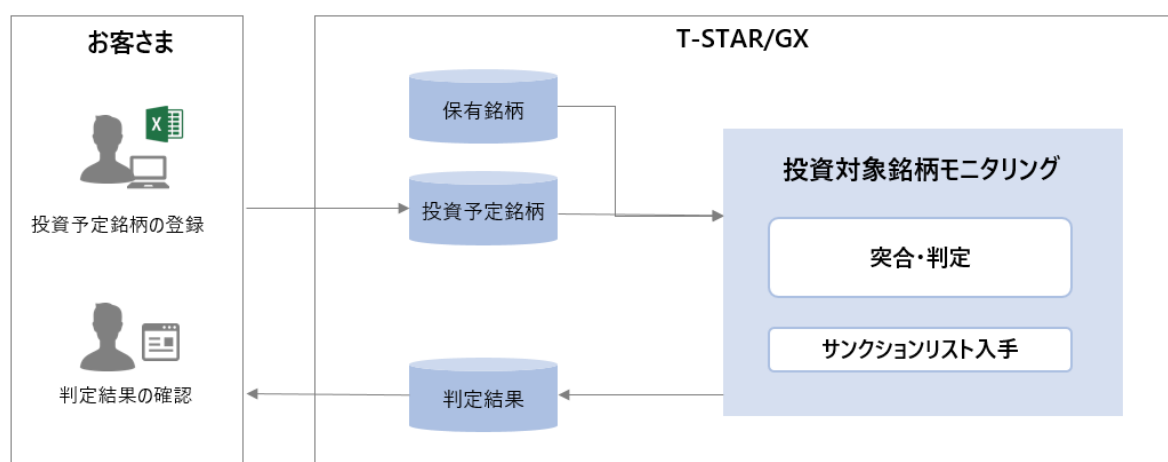 お客さま
投資予定銘柄の登録
判定結果の確認
T-STAR/GX
保有銘柄
投資予定銘柄
判定結果
投資対象銘柄モニタリング
突合・判定
サンクションリスト入手